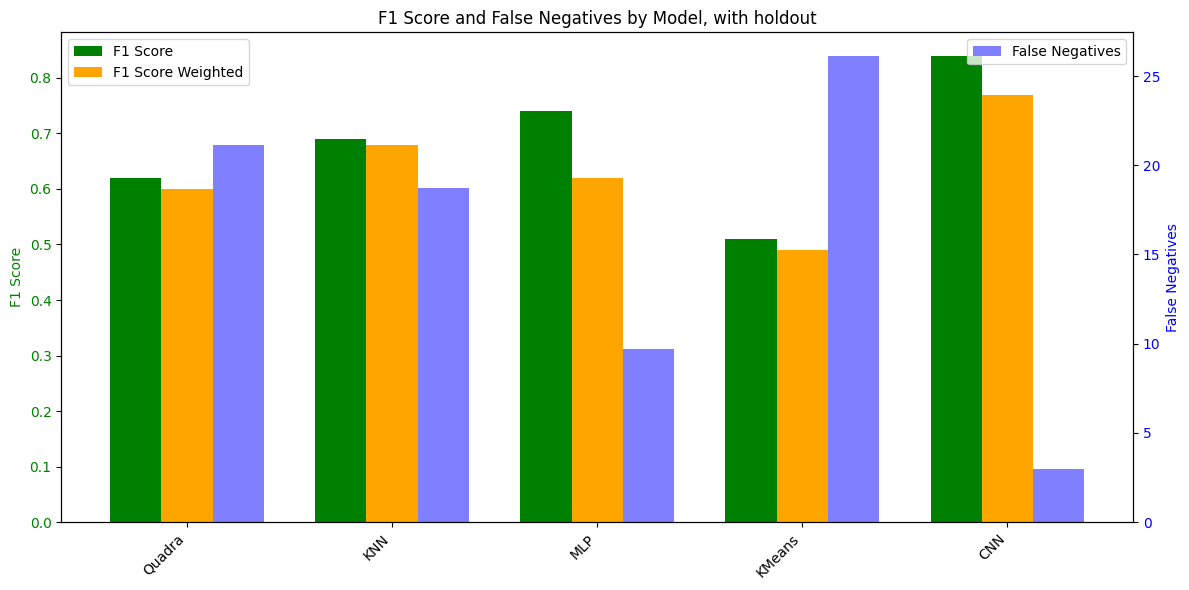 F1 Score and False Negatives by Model, with holdout
F1 Score
F1 Score Weighted
False Negatives
F1 Score
0.8
0.7
0.6
0.5
0.4
0.3
0.2
0.1
0.0
25
20
15
10
5
0
False Negatives
Quadra
KNN
MLP
KMeans
CNN